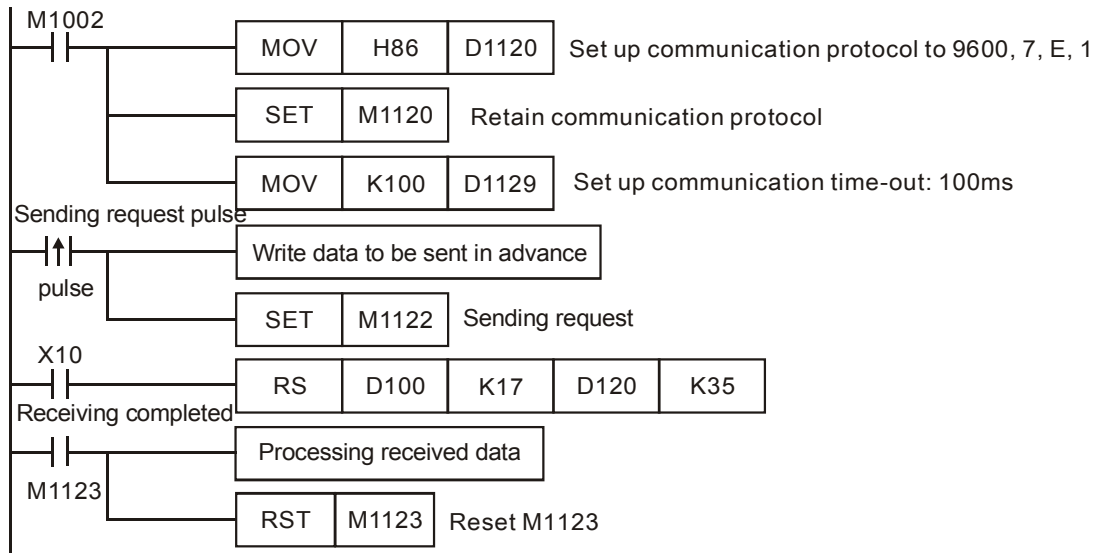 M1002
MOV H86 D1120 Set up communication protocol to 9600, 7, E, 1
SET M1120 Retain communication protocol
MOV K100 D1129 Set up communication time-out: 100ms
Sending request pulse
Write data to be sent in advance
pulse
SET M1122 Sending request
X10
RS D100 K17 D120 K35
Receiving completed
Processing received data
M1123
RST M1123 Reset M1123